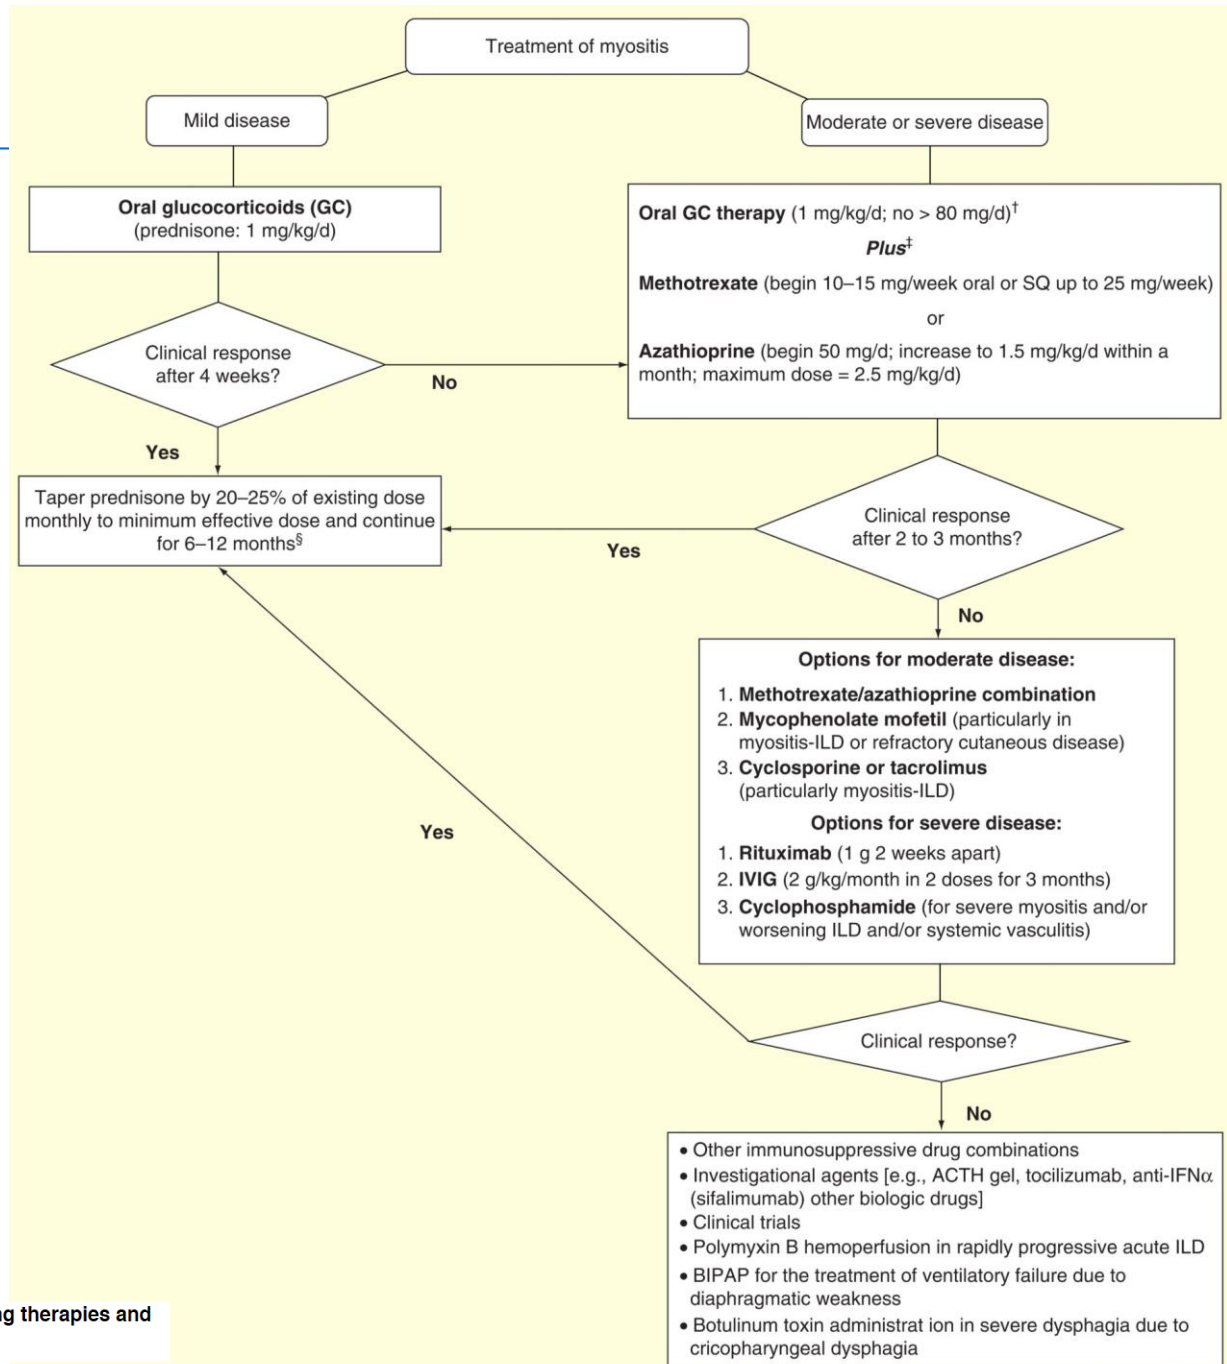 Treatment of myositis
Mild disease
Moderate or severe disease
Oral glucocorticoids (GC)
(prednisone: 1 mg/kg/d)
Oral GC therapy (1 mg/kg/d; no > 80 mg/d)†
Plus‡
Methotrexate (begin 10–15 mg/week oral or SQ up to 25 mg/week)
or
Azathioprine (begin 50 mg/d; increase to 1.5 mg/kg/d within a
month; maximum dose = 2.5 mg/kg/d)
Clinical response
after 4 weeks?
No
Yes
Taper prednisone by 20–25% of existing dose
monthly to minimum effective dose and continue
for 6–12 months§
Clinical response
after 2 to 3 months?
Yes
No
Options for moderate disease:
1. Methotrexate/azathioprine combination
2. Mycophenolate mofetil (particularly in
myositis-ILD or refractory cutaneous disease)
3. Cyclosporine or tacrolimus
(particularly myositis-ILD)
Options for severe disease:
1. Rituximab (1 g 2 weeks apart)
2. IVIG (2 g/kg/month in 2 doses for 3 months)
3. Cyclophosphamide (for severe myositis and/or
worsening ILD and/or systemic vasculitis)
Yes
Clinical response?
No
• Other immunosuppressive drug combinations
• Investigational agents [e.g., ACTH gel, tocilizumab, anti-IFNα
(sifalimumab) other biologic drugs]
• Clinical trials
• Polymyxin B hemoperfusion in rapidly progressive acute ILD
• BIPAP for the treatment of ventilatory failure due to
diaphragmatic weakness
• Botulinum toxin administrat ion in severe dysphagia due to
cricopharyngeal dysphagia
therapies and